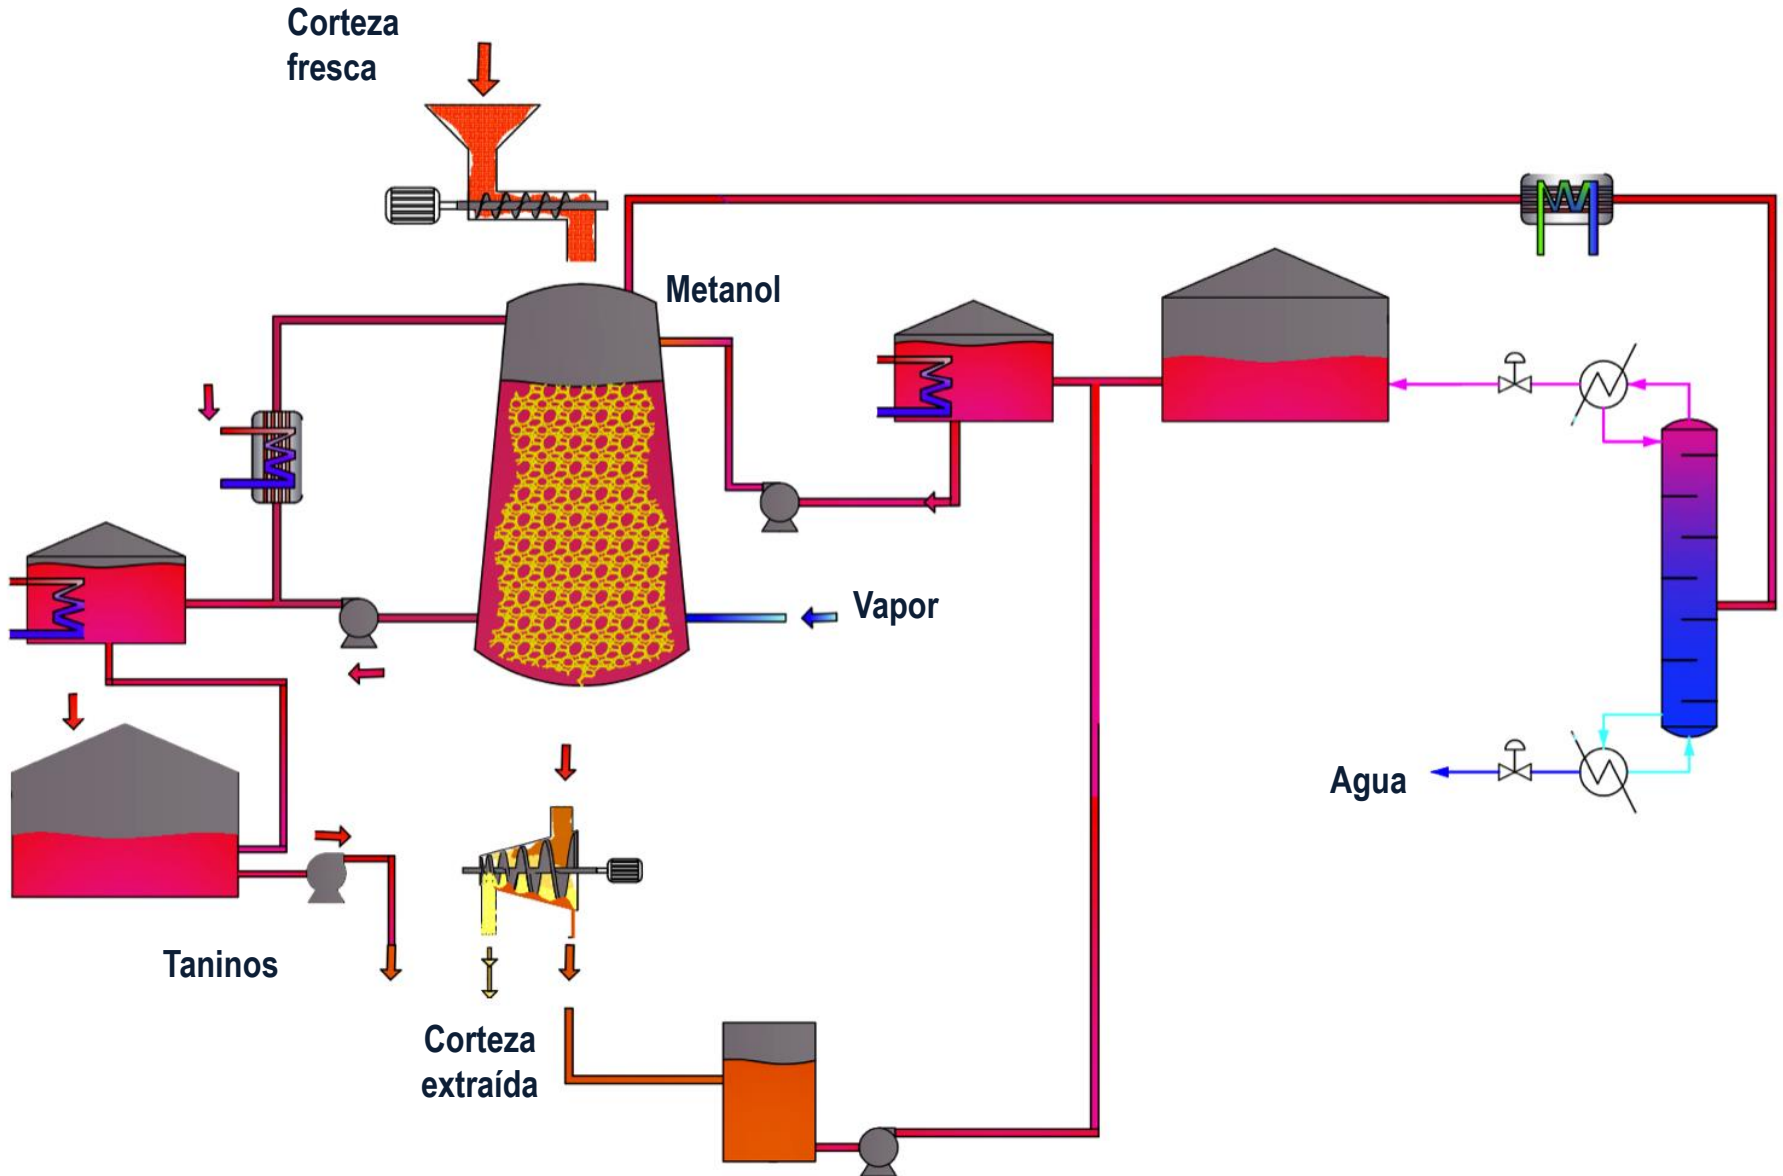 Corteza
fresca
Metanol
Vapor
Agua
Taninos
Corteza
extraída